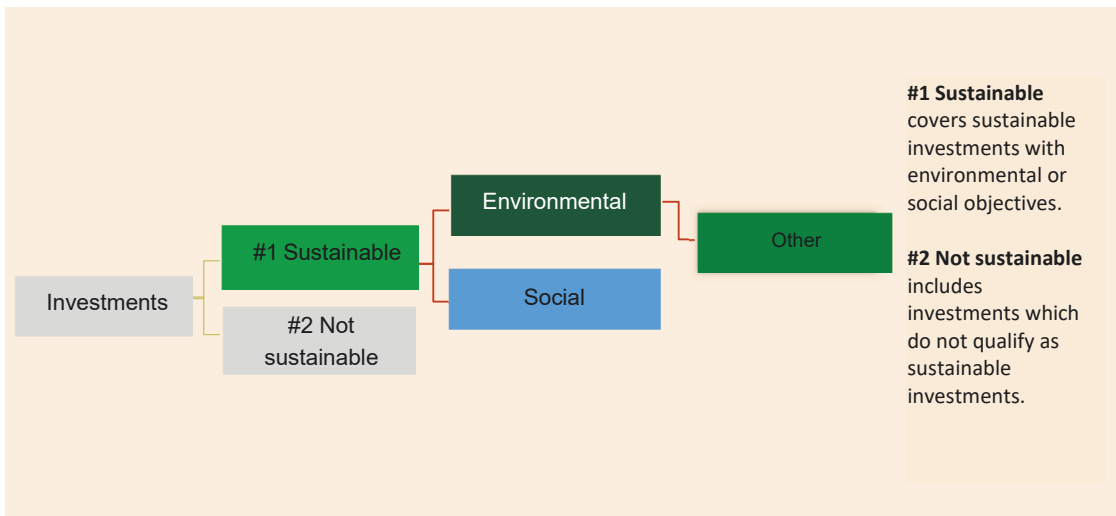 Investments
#1 Sustainable
#2 Not
sustainable
Environmental
Social
Other
#1 Sustainable
covers sustainable
investments with
environmental or
social objectives.
#2 Not sustainable
includes
investments which
do not qualify as
sustainable
investments.